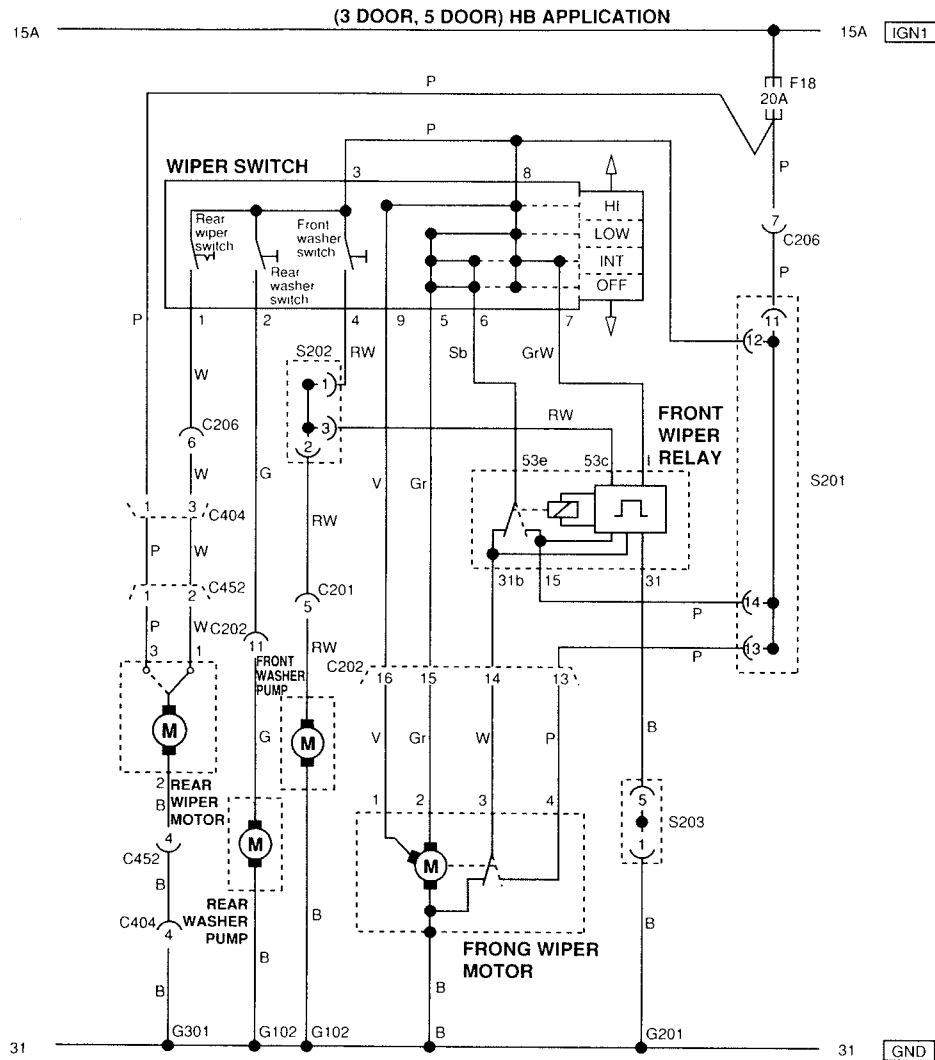 (3 DOOR, 5 DOOR) HB APPLICATION
15A
15A
IGN1
F18
20A
P
P
P
WIPER SWITCH
3
8
7
C206
HI
LOW
INT
OFF
Rear
wiper
switch
Front
washer
switch
Rear
washer
switch
P
P
1
2
4
9
5
6
7
11
12
S202
RW
Sb
GrW
W
1
3
2
RW
FRONT
WIPER
RELAY
C206
6
53e
53c
I
S201
W
G
V
Gr
1
3
C404
RW
P
W
31b
15
31
C452
1
2
C201
5
P
14
P
W
C202
11
RW
P
13
3
1
FRONT
WASHER
PUMP
C202
16
15
14
13
M
M
G
V
Gr
W
P
B
2
REAR
WIPER
MOTOR
B
1
2
3
4
5
S203
1
4
C452
M
M
B
REAR
WASHER
PUMP
C404
4
B
B
FRONG WIPER
MOTOR
B
B
B
B
G301
G102
G102
B
G201
31
31
GND